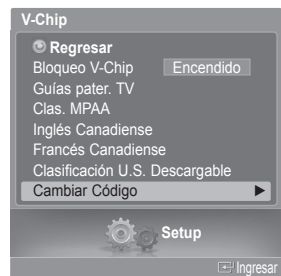 V-Chip
Regresar
Bloqueo V-Chip Encendido
Guías pater. TV
Clas. MPAA
Inglés Canadiense
Francés Canadiense
Clasificación U.S. Descargable
Cambiar Código
Setup
Ingresar